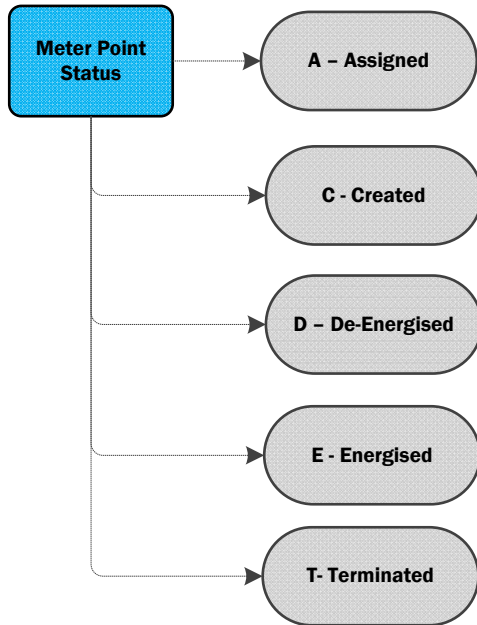 Meter Point
Status
A – Assigned
C - Created
D – De-Energised
E - Energised
T- Terminated